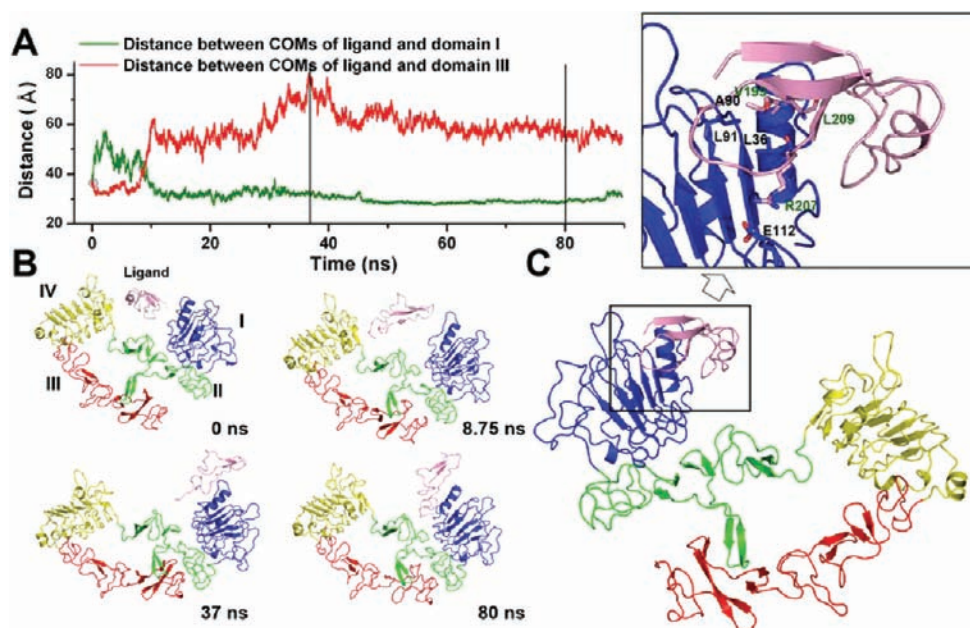 A
Distance between COMs of ligand and domain I
Distance between COMs of ligand and domain III
Distance (Å)
80
60
40
20
0
20
40
60
80
Time (ns)
V195
A90
L209
L91
L36
R207
E112
B
Ligand
IV
I
III
II
0 ns
8.75 ns
37 ns
80 ns
C